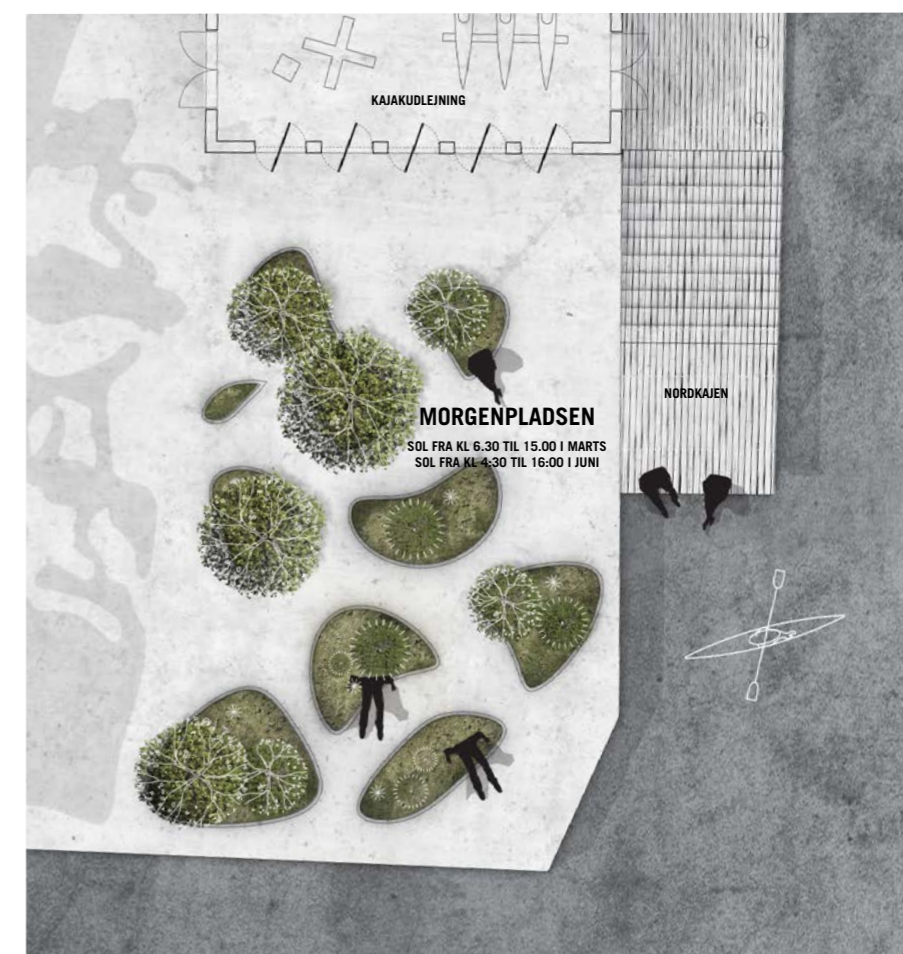 KAJAKUDLEJNING
NORDKAJEN
MORGENPLADSEN
SOL FRA KL 6.30 TIL 15.00 I MARTS
SOL FRA KL 4:30 TIL 16:00 I JUNI